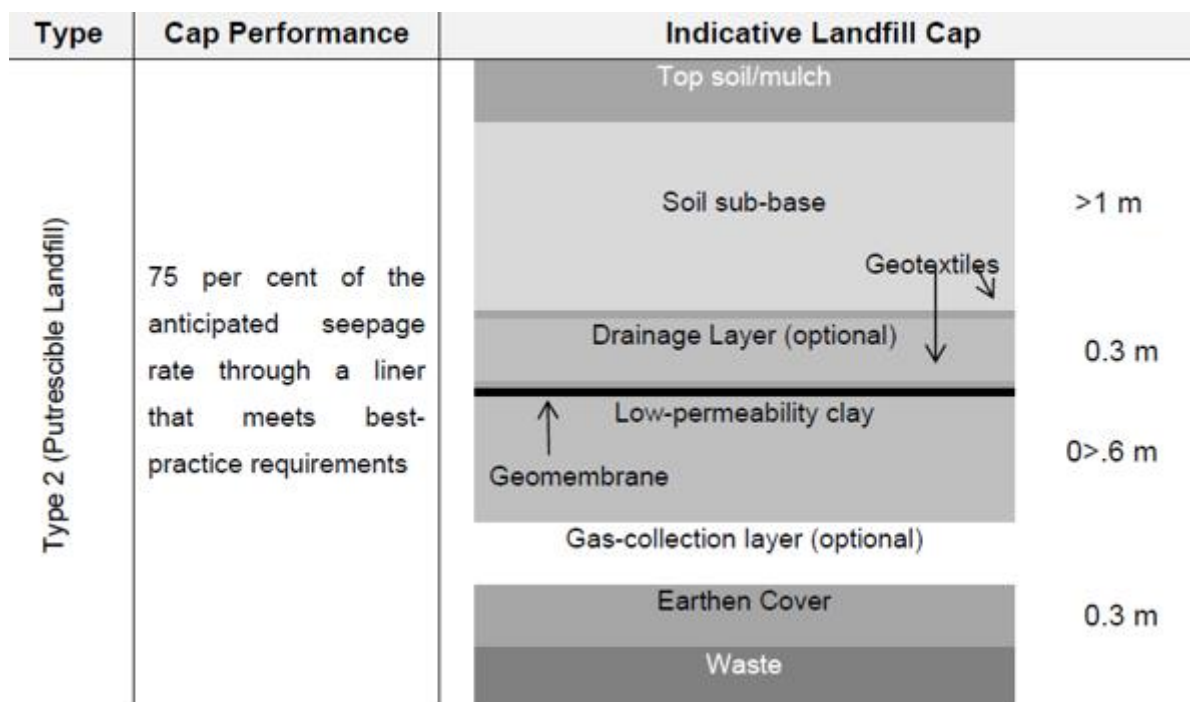 Type
Cap Performance
Indicative Landfill Cap
Type 2 (Putrescible Landfill)
75 per cent of the
anticipated seepage
rate through a liner
that meets best-
practice requirements
Top soil/mulch
Soil sub-base
>1 m
Geotextiles
Drainage Layer (optional)
0.3 m
Low-permeability clay
0>.6 m
Geomembrane
Gas-collection layer (optional)
Earthen Cover
0.3 m
Waste